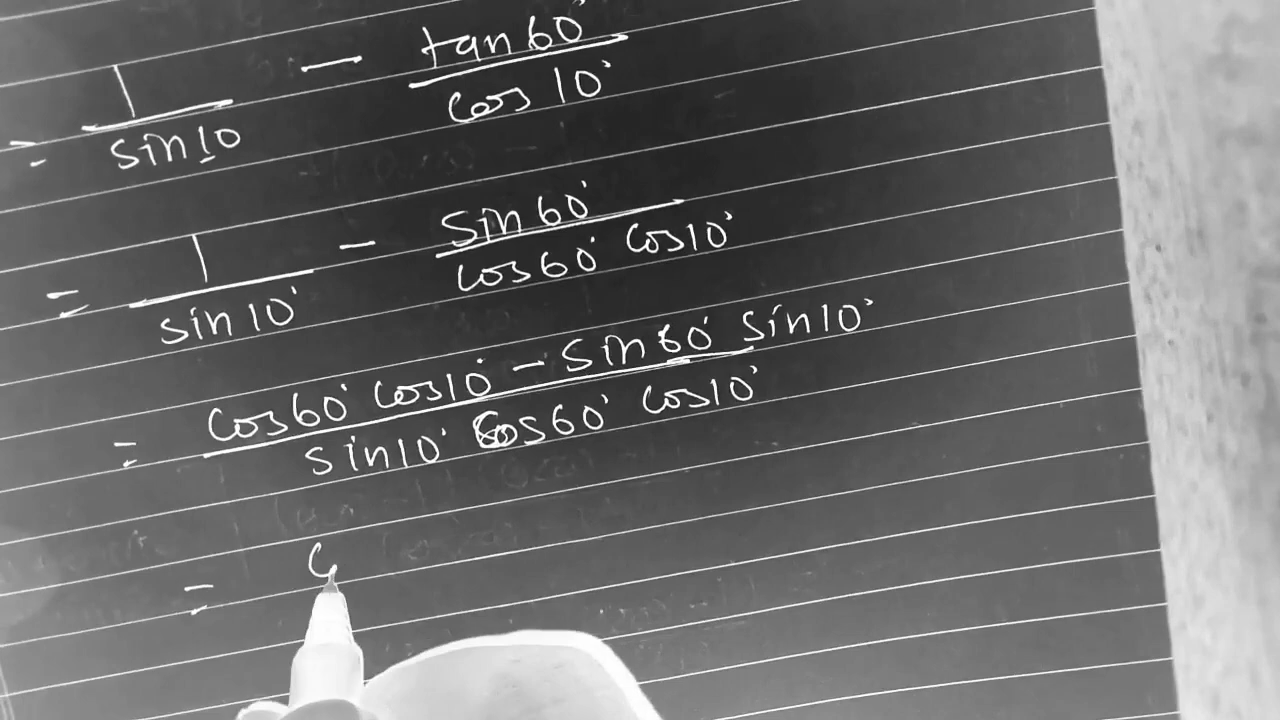 = 1/sin10 - tan60°/cos10°
= 1/sin10° - sin60°/cos60° cos10°
= cos60° cos10° - sin60° sin10°/sin10° cos60° cos10°
= c